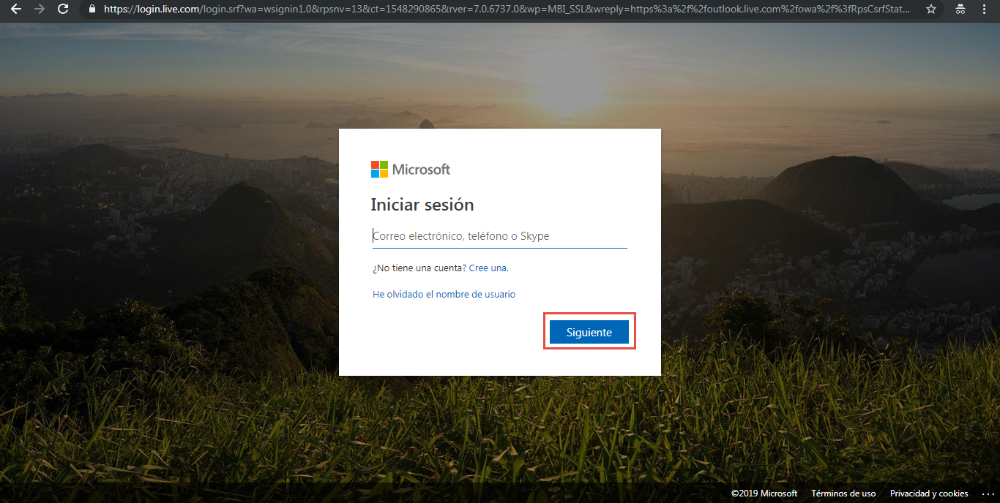 https://login.live.com/login.srf?wa=wsignin1.0&rpsnv=13&ct=1548290865&rver=7.0.6737.0&wp=MBI_SSL&wreply=https%3a%2f%2foutlook.live.com%2fowa%2f%3fRpsCsrfStat...
Microsoft
Iniciar sesión
Correo electrónico, teléfono o Skype
¿No tiene una cuenta? Cree una.
He olvidado el nombre de usuario
Siguiente
©2019 Microsoft Términos de uso Privacidad y cookies ...